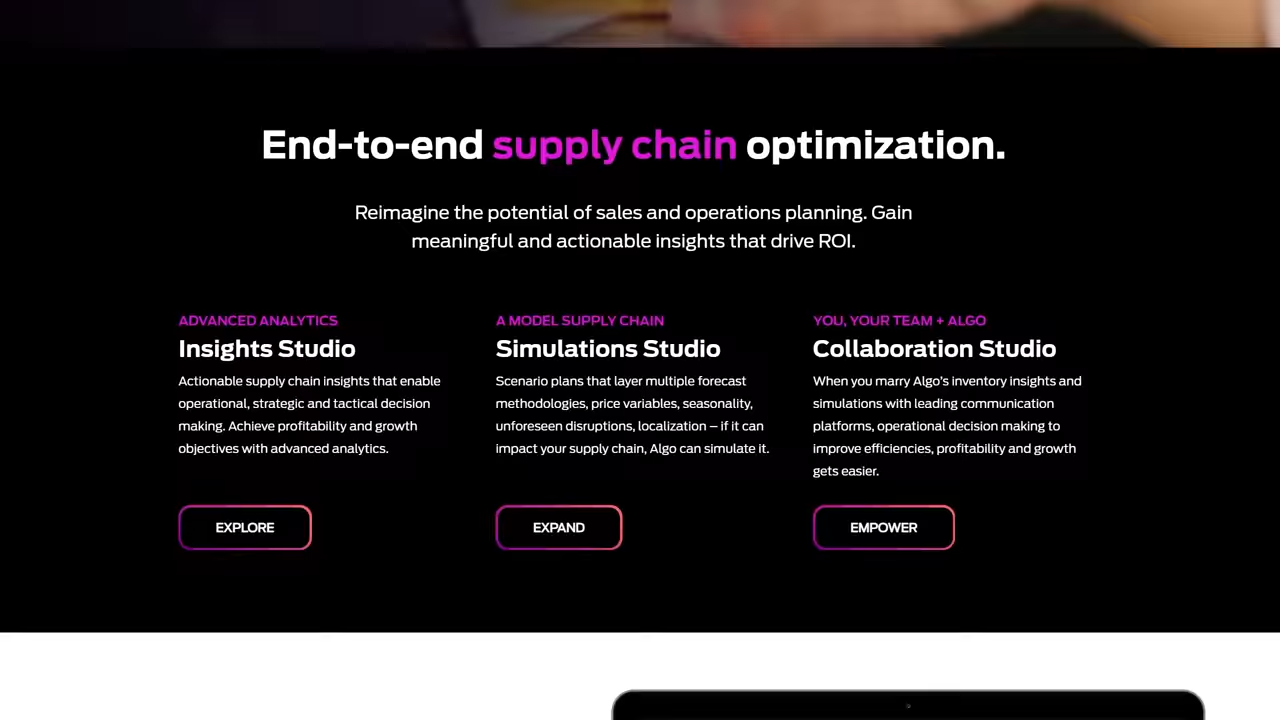 End-to-end supply chain optimization.
Reimagine the potential of sales and operations planning. Gain
meaningful and actionable insights that drive ROI.
ADVANCED ANALYTICS
Insights Studio
Actionable supply chain insights that enable
operational, strategic and tactical decision
making. Achieve profitability and growth
objectives with advanced analytics.
EXPLORE
A MODEL SUPPLY CHAIN
Simulations Studio
Scenario plans that layer multiple forecast
methodologies, price variables, seasonality,
unforeseen disruptions, localization – if it can
impact your supply chain, Algo can simulate it.
EXPAND
YOU, YOUR TEAM + ALGO
Collaboration Studio
When you marry Algo’s inventory insights and
simulations with leading communication
platforms, operational decision making to
improve efficiencies, profitability and growth
gets easier.
EMPOWER